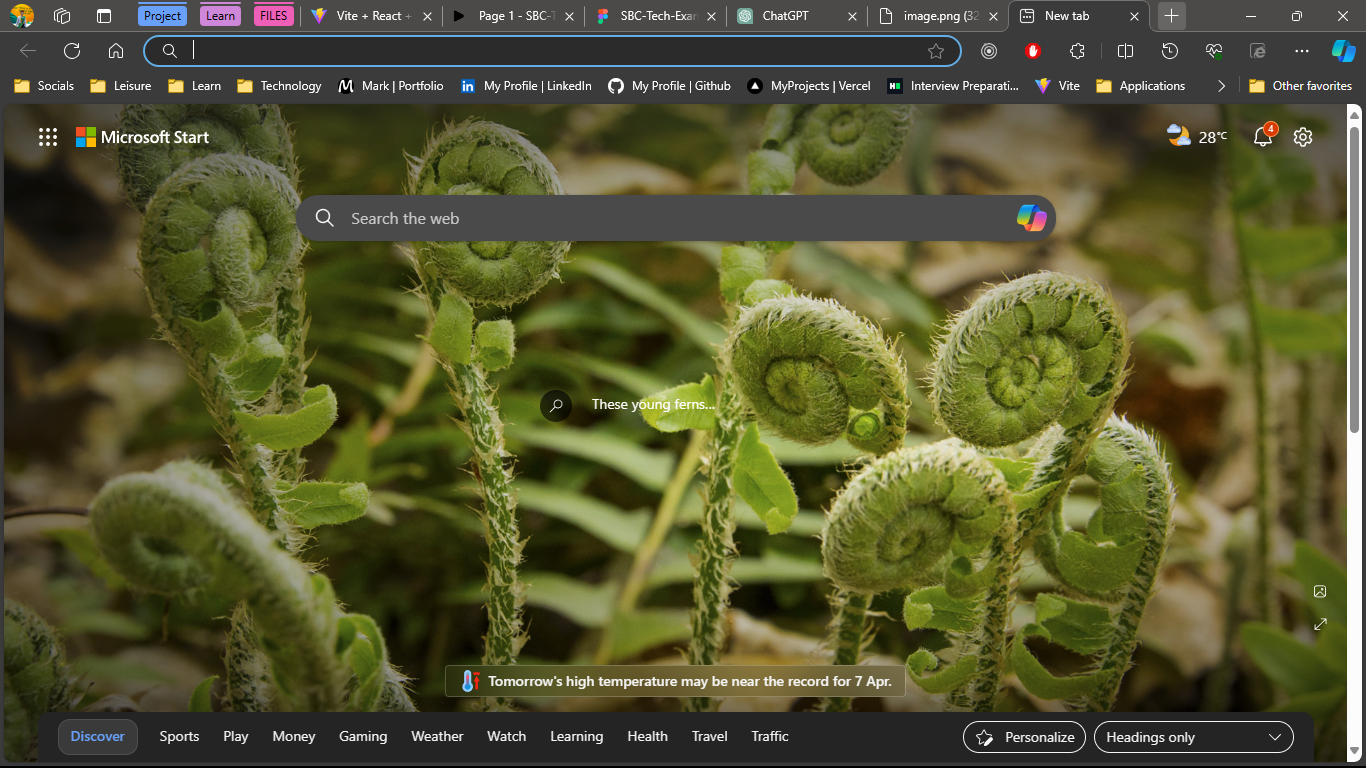 Project Learn FILES Vite + React + Page 1 - SBC-T SBC-Tech-Exar ChatGPT image.png (32 New tab
Socials Leisure Learn Technology Mark | Portfolio My Profile | LinkedIn My Profile | Github MyProjects | Vercel Interview Preparati... Vite Applications Other favorites
Microsoft Start 28°C 4
Search the web
These young ferns...
Tomorrow's high temperature may be near the record for 7 Apr.
Discover Sports Play Money Gaming Weather Watch Learning Health Travel Traffic Personalize Headings only